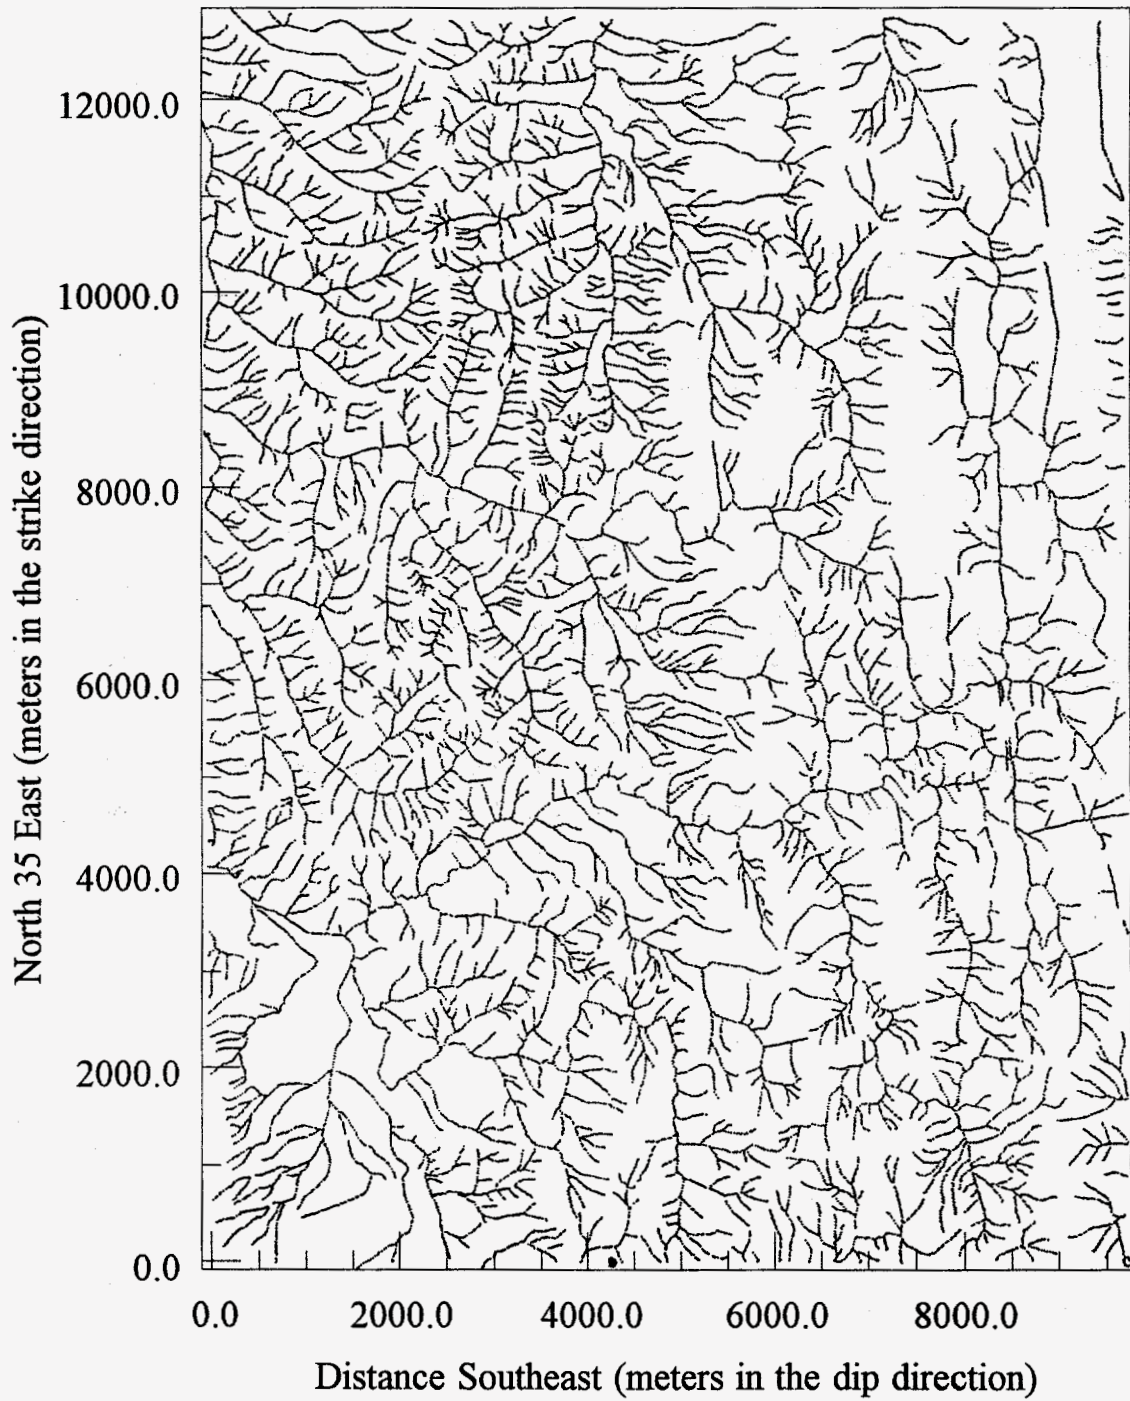 12000.0
10000.0
8000.0
6000.0
4000.0
2000.0
0.0
North 35 East (meters in the strike direction)
0.0 2000.0 4000.0 6000.0 8000.0
Distance Southeast (meters in the dip direction)